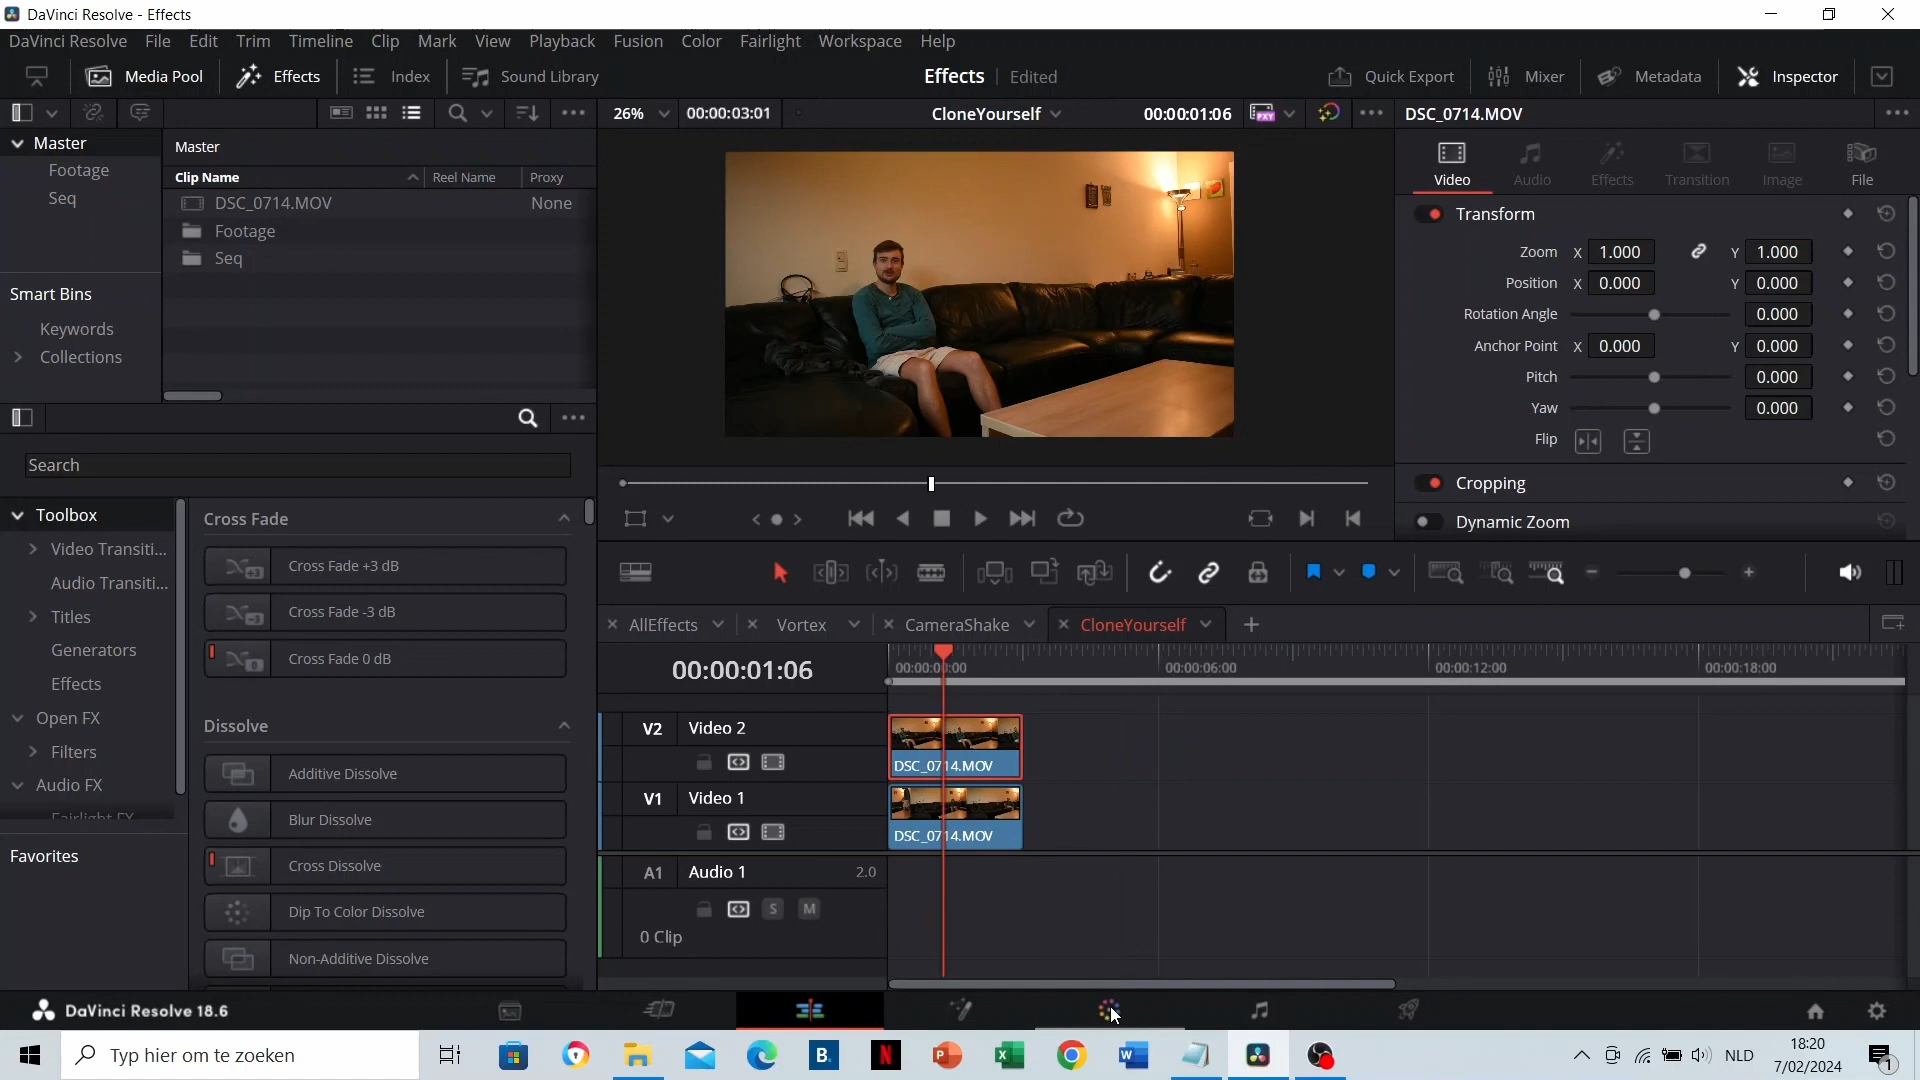 DaVinci Resolve - Effects
DaVinci Resolve File Edit Trim Timeline Clip Mark View Playback Fusion Color Fairlight Workspace Help
Media Pool Effects Index Sound Library Effects Edited Quick Export Mixer Metadata Inspector
26% 00:00:03:01 CloneYourself 00:00:01:06 PXY DSC_0714.MOV
Master
Footage
Seq
Master
Clip Name Reel Name Proxy
DSC_0714.MOV None
Footage
Seq
Smart Bins
Keywords
Collections
Video Audio Effects Transition Image File
Transform
Zoom X 1.000 Y 1.000
Position X 0.000 Y 0.000
Rotation Angle 0.000
Anchor Point X 0.000 Y 0.000
Pitch 0.000
Yaw 0.000
Flip
Cropping
Dynamic Zoom
Search
Toolbox
Video Transiti...
Audio Transiti...
Titles
Generators
Effects
Open FX
Filters
Audio FX
Fairlight FX
Favorites
Cross Fade
+3 Cross Fade +3 dB
-3 Cross Fade -3 dB
0 Cross Fade 0 dB
Dissolve
Additive Dissolve
Blur Dissolve
Cross Dissolve
Dip To Color Dissolve
Non-Additive Dissolve
AllEffects Vortex CameraShake CloneYourself
00:00:01:06 00:00:00:00 00:00:06:00 00:00:12:00 00:00:18:00
V2 Video 2
DSC_0714.MOV
V1 Video 1
DSC_0714.MOV
A1 Audio 1 2.0
S M
0 Clip
DaVinci Resolve 18.6
Typ hier om te zoeken B. N NLD 18:20
7/02/2024 1